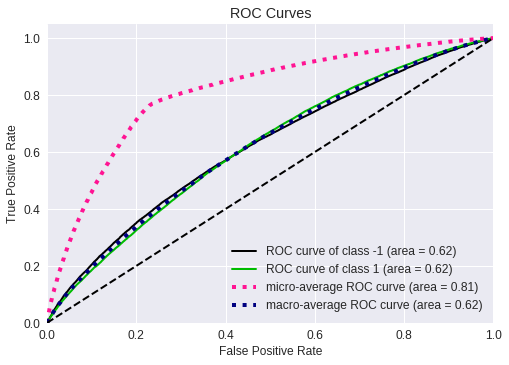 ROC Curves
1.0
0.8
0.6
0.4
0.2
0.0
True Positive Rate
ROC curve of class -1 (area = 0.62)
ROC curve of class 1 (area = 0.62)
micro-average ROC curve (area = 0.81)
macro-average ROC curve (area = 0.62)
0.0 0.2 0.4 0.6 0.8 1.0
False Positive Rate